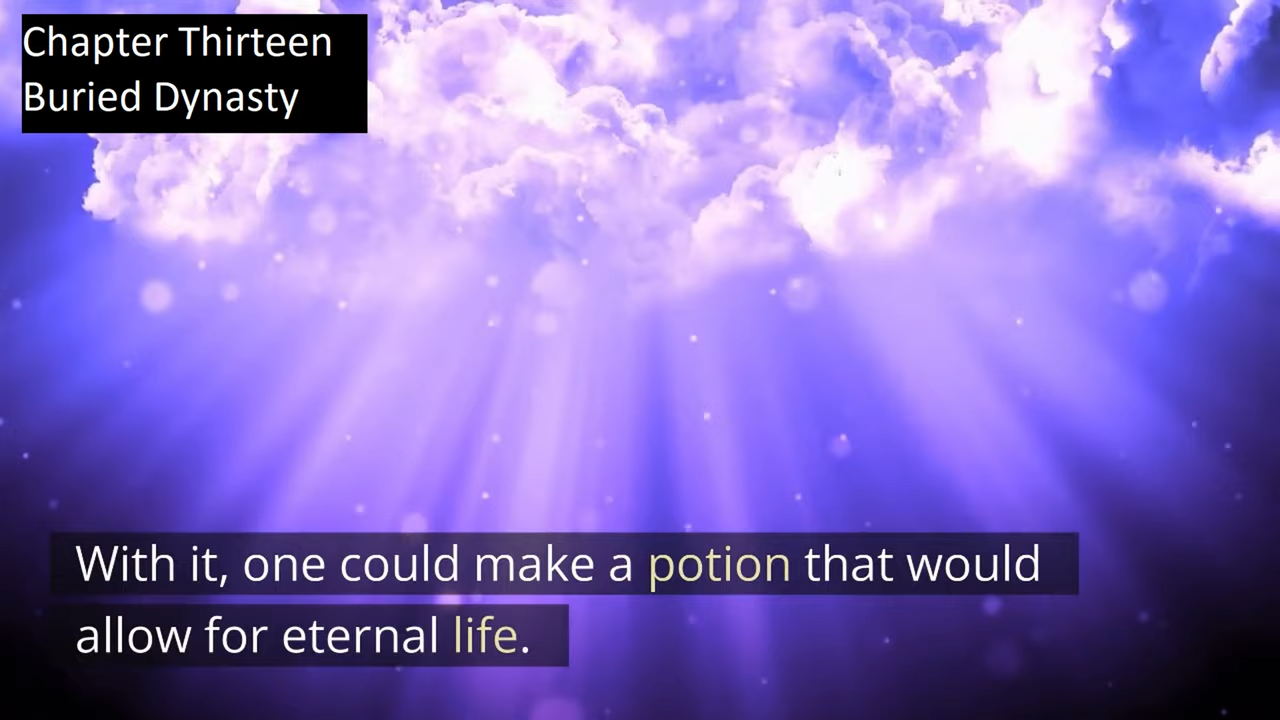 Chapter Thirteen
Buried Dynasty
With it, one could make a potion that would
allow for eternal life.